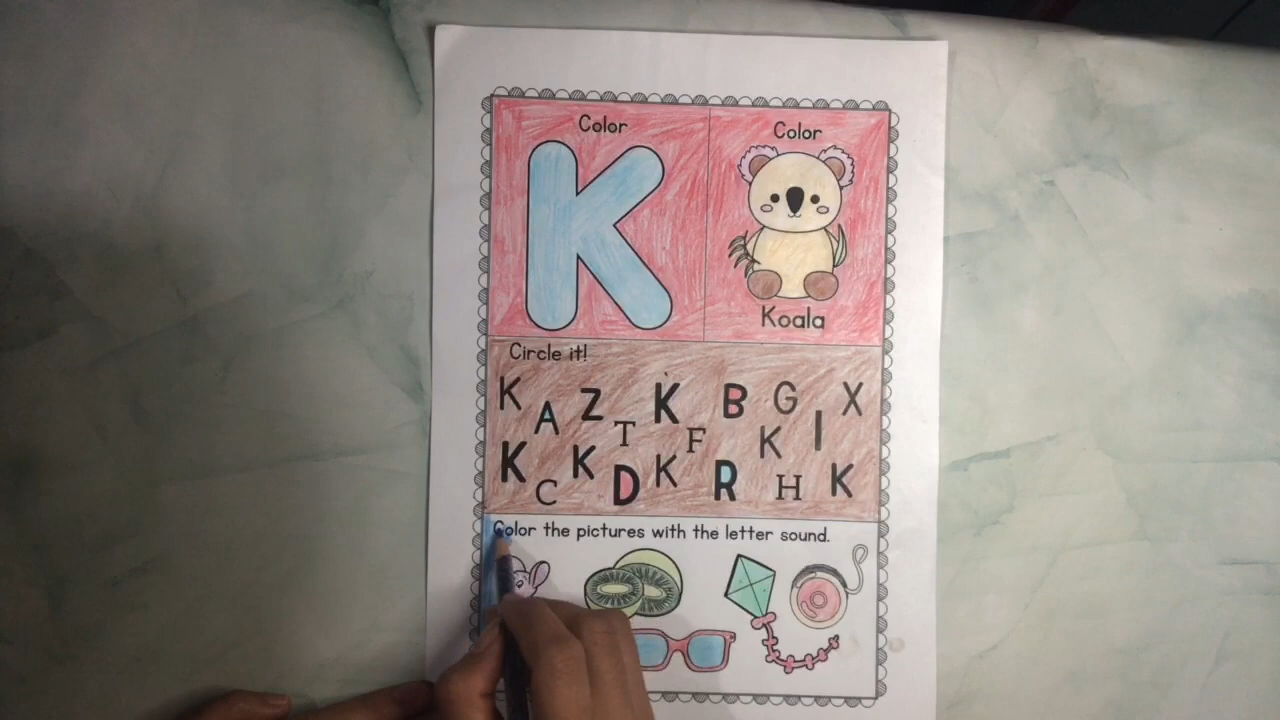 Color
K
Color
Koala
Circle it!
K A Z T K F B G K I X
K C K D K R H K
Color the pictures with the letter sound.